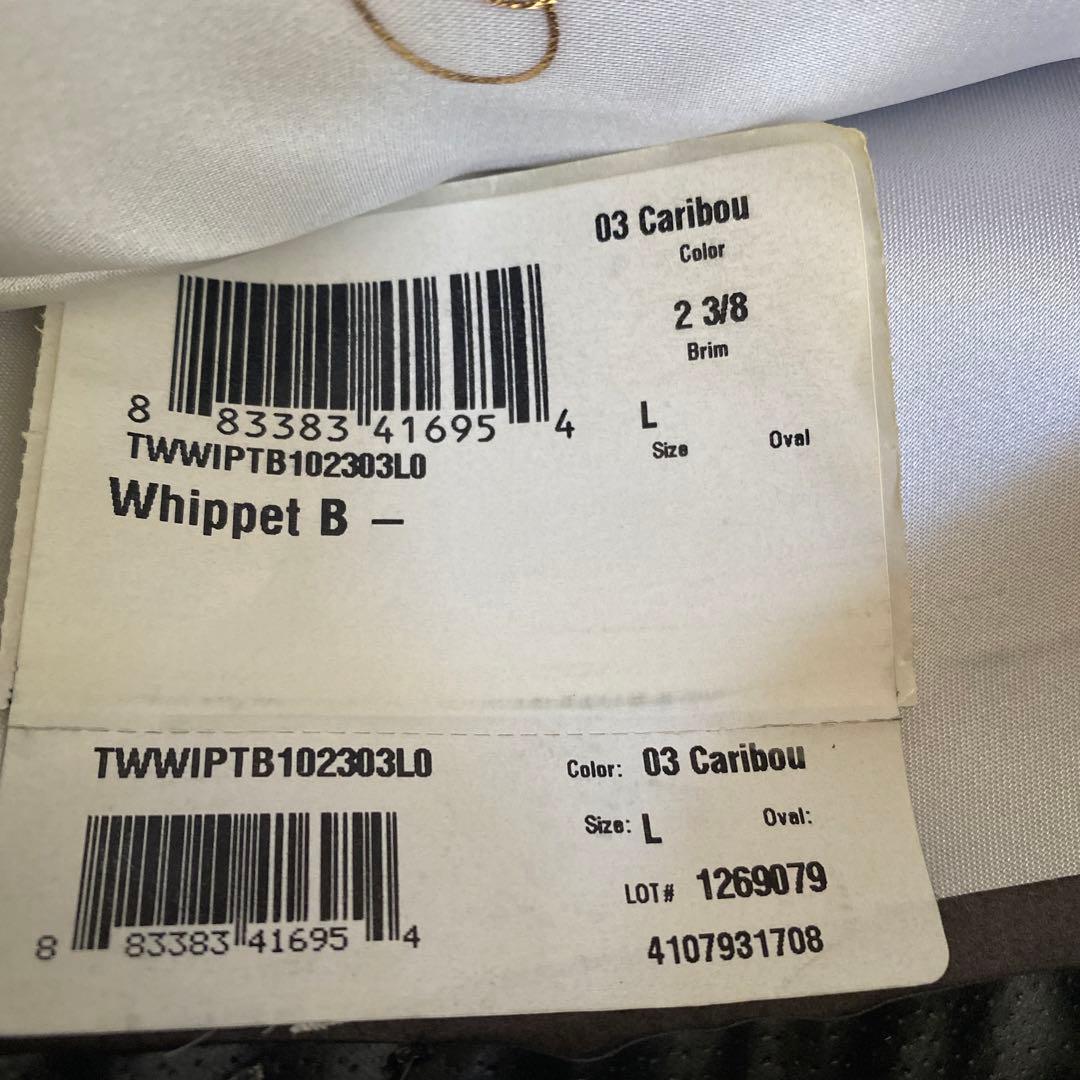 03 Caribou
Color
2 3/8
Brim
L
Size Oval
8 83383 41695 4
TWWIPTB102303L0
Whippet B –
TWWIPTB102303L0
Color: 03 Caribou
Size: L Oval:
LOT# 1269079
4107931708
8 83383 41695 4